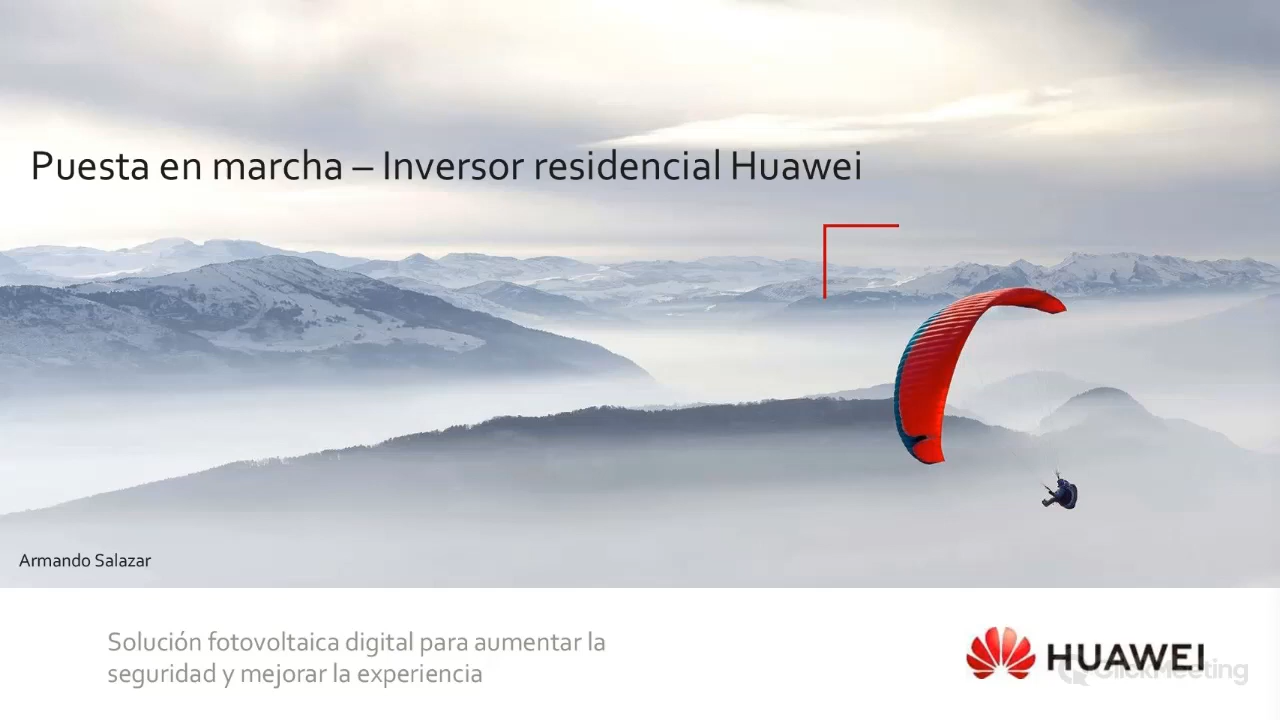 Puesta en marcha – Inversor residencial Huawei
Armando Salazar
Solución fotovoltaica digital para aumentar la
seguridad y mejorar la experiencia
HUAWEI
ClickMeeting